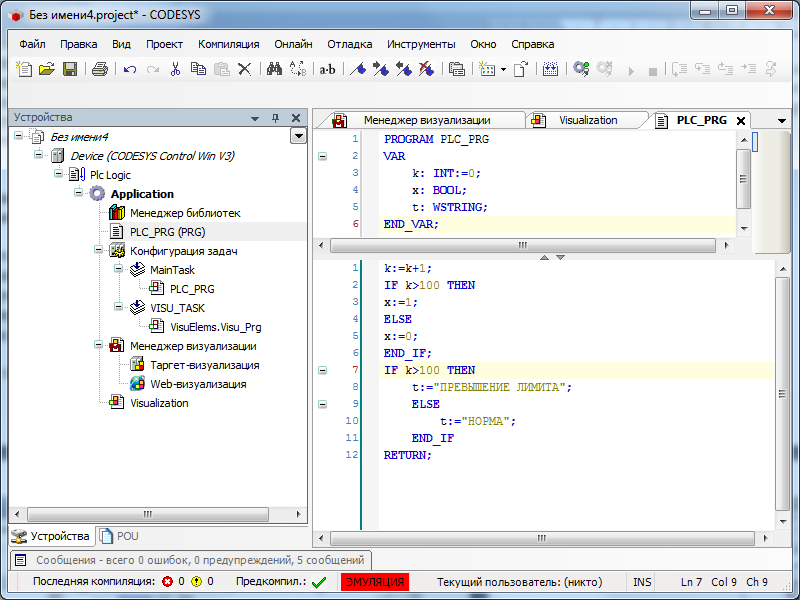 Без имени4.project* - CODESYS
Файл Правка Вид Проект Компиляция Онлайн Отладка Инструменты Окно Справка
Устройства
Без имени4
Device (CODESYS Control Win V3)
Plc Logic
Application
Менеджер библиотек
PLC_PRG (PRG)
Конфигурация задач
MainTask
PLC_PRG
VISU_TASK
VisuElems.Visu_Prg
Менеджер визуализации
Таргет-визуализация
Web-визуализация
Visualization
Устройства POU
Менеджер визуализации Visualization PLC_PRG
1 PROGRAM PLC_PRG
2 VAR
3 k: INT:=0;
4 x: BOOL;
5 t: WSTRING;
6 END_VAR;
1 k:=k+1;
2 IF k>100 THEN
3 x:=1;
4 ELSE
5 x:=0;
6 END_IF;
7 IF k>100 THEN
8 t:="ПРЕВЫШЕНИЕ ЛИМИТА";
9 ELSE
10 t:="НОРМА";
11 END_IF
12 RETURN;
Сообщения - всего 0 ошибок, 0 предупреждений, 5 сообщений
Последняя компиляция: 0 0 Предкомпил.: ЭМУЛЯЦИЯ Текущий пользователь: (никто) INS Ln 7 Col 9 Ch 9